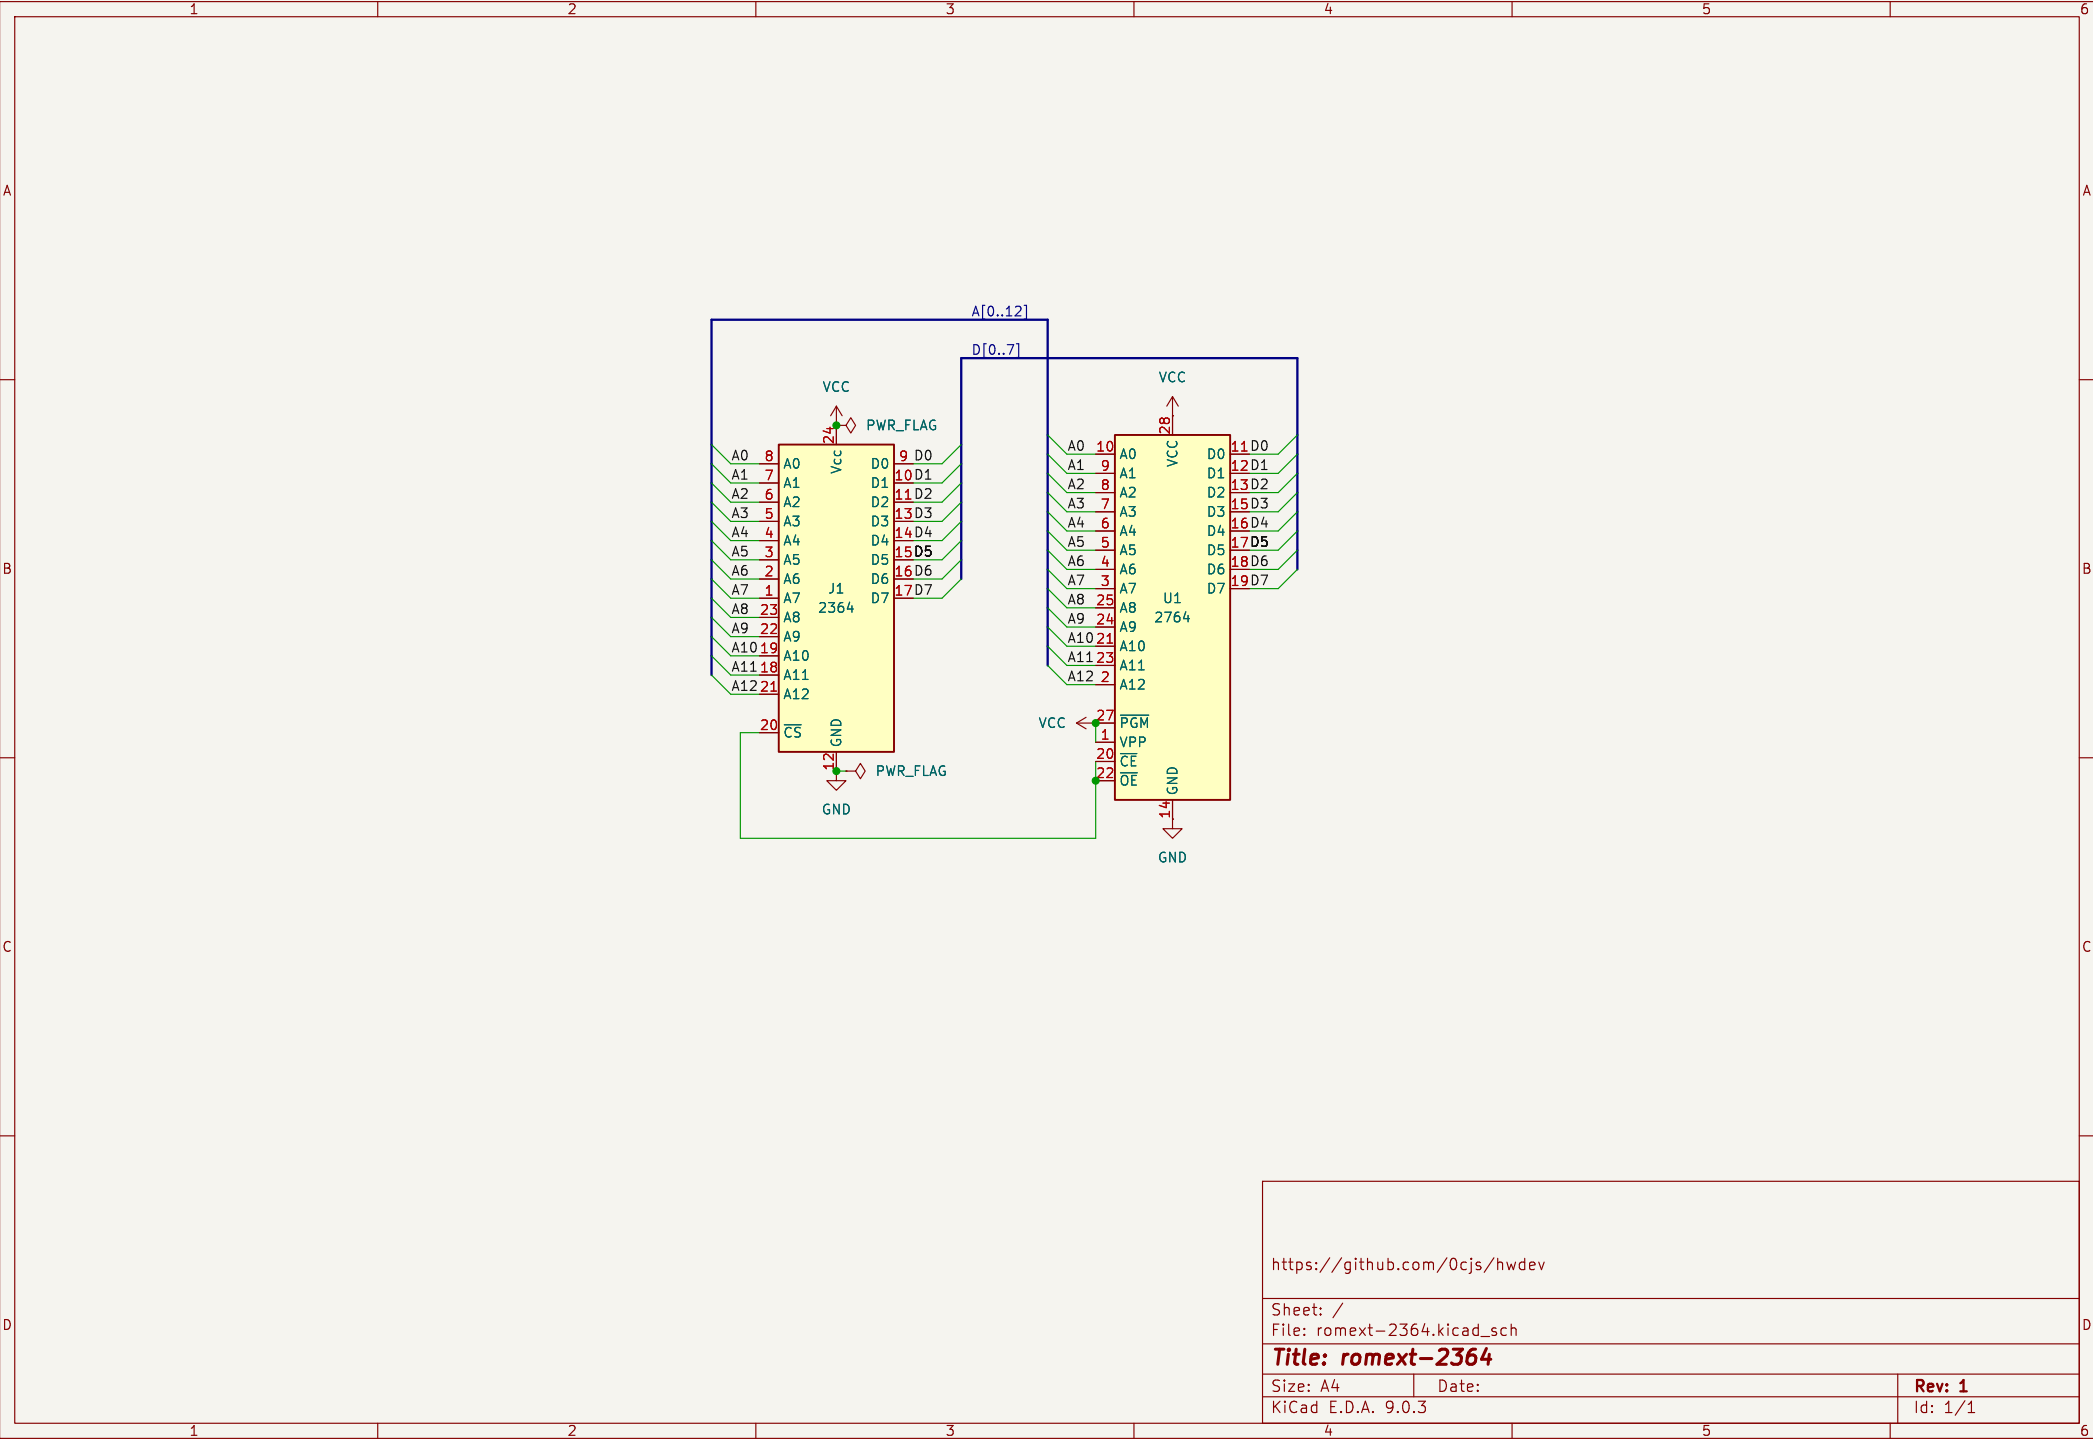 1 2 3 4 5 6
A A
B B
C C
D D
A[0..12]
D[0..7]
VCC
24
PWR_FLAG
Vcc
A0 8 A0
A1 7 A1
A2 6 A2
A3 5 A3
A4 4 A4
A5 3 A5
A6 2 A6
A7 1 A7
A8 23 A8
A9 22 A9
A10 19 A10
A11 18 A11
A12 21 A12
20 CS
D0 9 D0
D1 10 D1
D2 11 D2
D3 13 D3
D4 14 D4
D5 15 D5
D6 16 D6
D7 17 D7
J1
2364
GND
12
PWR_FLAG
GND
VCC
28
VCC
A0 10 A0
A1 9 A1
A2 8 A2
A3 7 A3
A4 6 A4
A5 5 A5
A6 4 A6
A7 3 A7
A8 25 A8
A9 24 A9
A10 21 A10
A11 23 A11
A12 2 A12
VCC 27 PGM
1 VPP
20 CE
22 OE
D0 11 D0
D1 12 D1
D2 13 D2
D3 15 D3
D4 16 D4
D5 17 D5
D6 18 D6
D7 19 D7
U1
2764
GND
14
GND
https://github.com/0cjs/hwdev
Sheet: /
File: romext-2364.kicad_sch
Title: romext-2364
Size: A4 Date: Rev: 1
KiCad E.D.A. 9.0.3 Id: 1/1
1 2 3 4 5 6